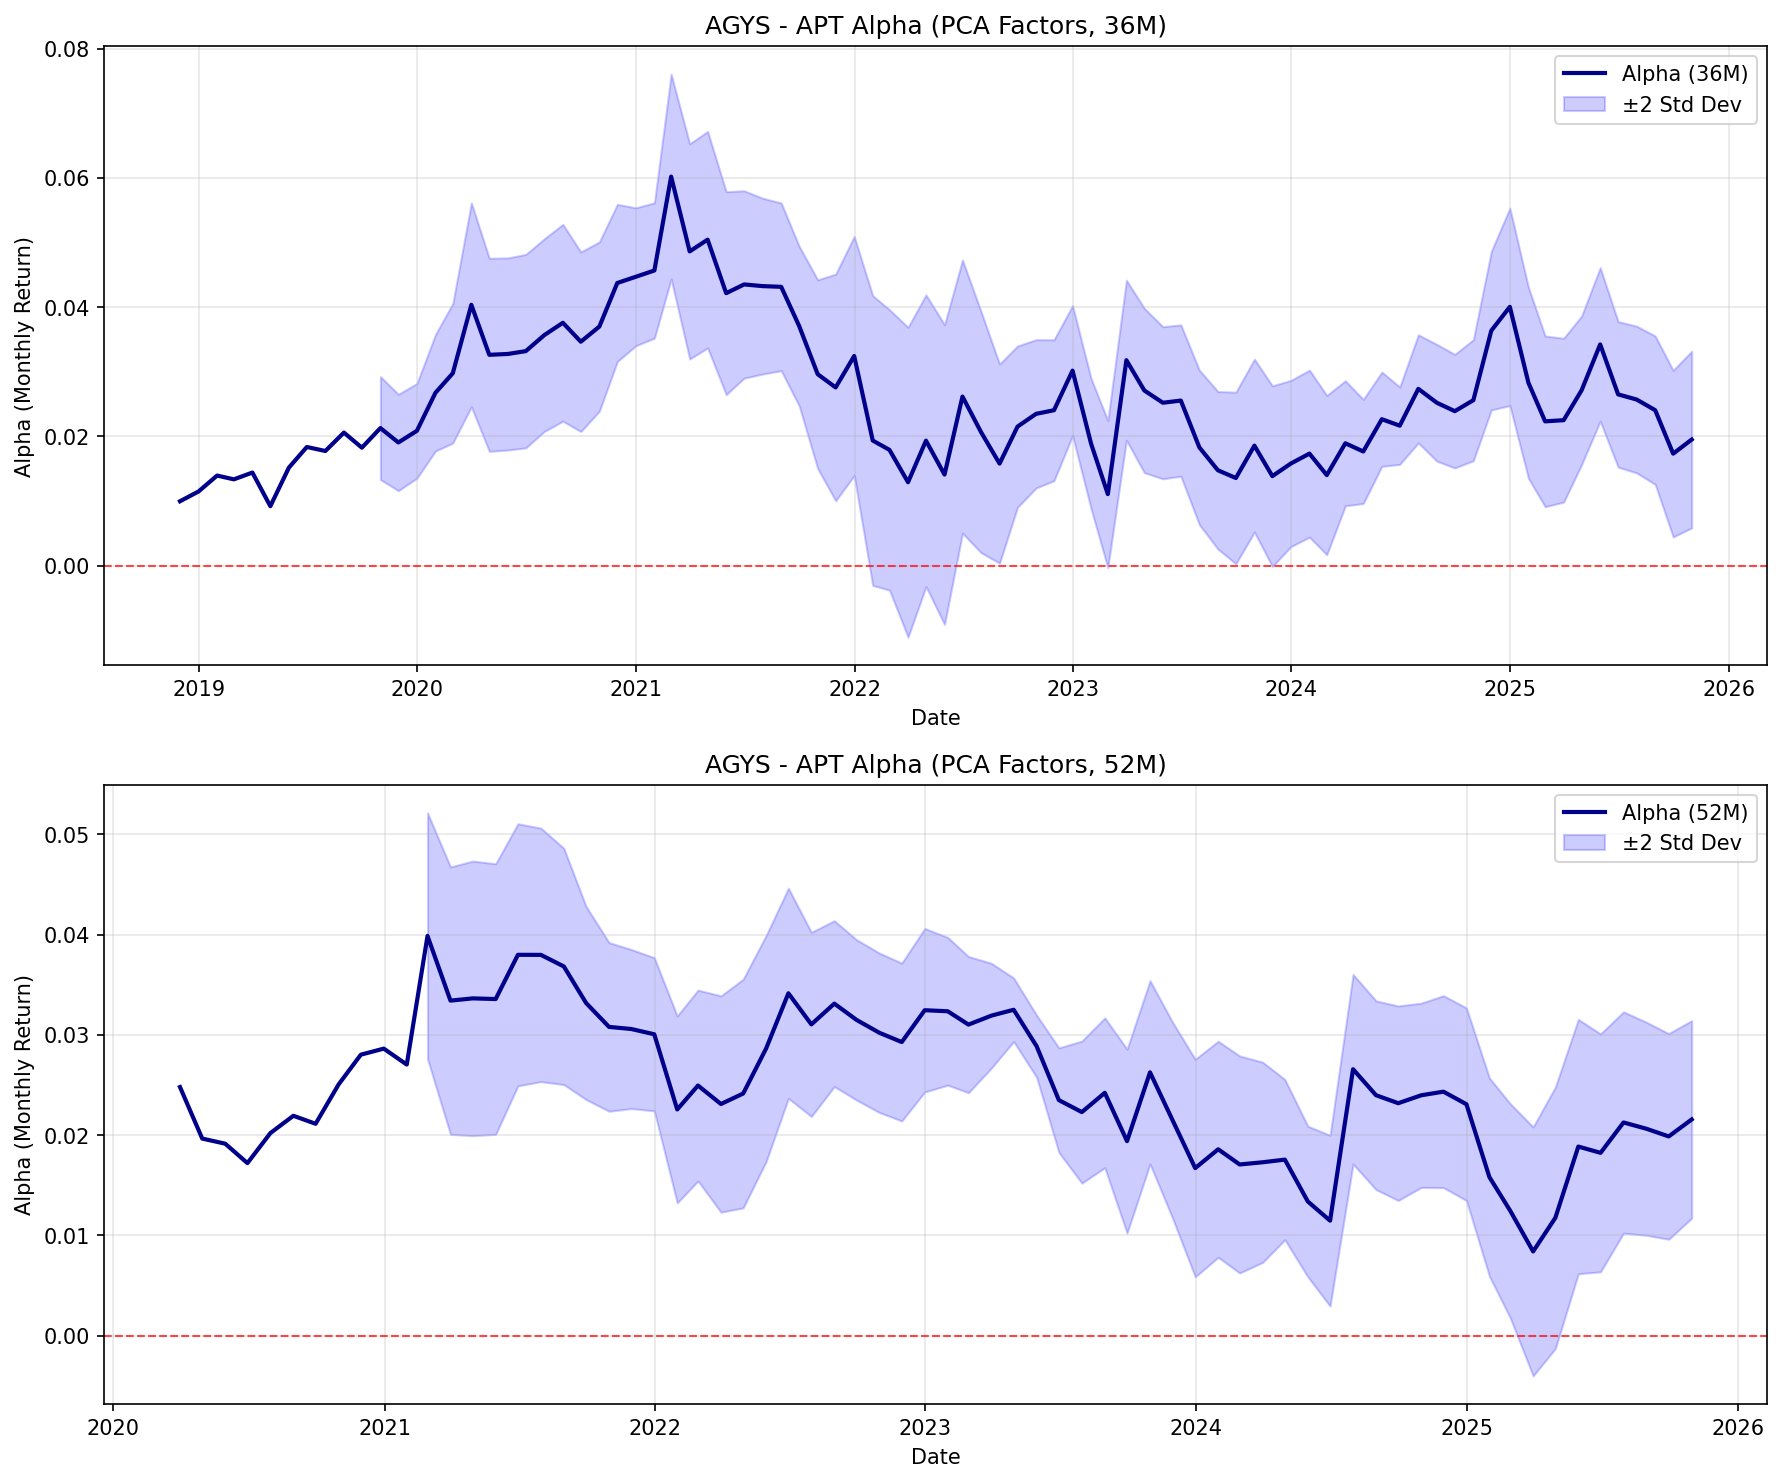 AGYS - APT Alpha (PCA Factors, 36M)
Alpha (Monthly Return)
0.08
0.06
0.04
0.02
0.00
Alpha (36M)
±2 Std Dev
2019 2020 2021 2022 2023 2024 2025 2026
Date
AGYS - APT Alpha (PCA Factors, 52M)
Alpha (Monthly Return)
0.05
0.04
0.03
0.02
0.01
0.00
Alpha (52M)
±2 Std Dev
2020 2021 2022 2023 2024 2025 2026
Date